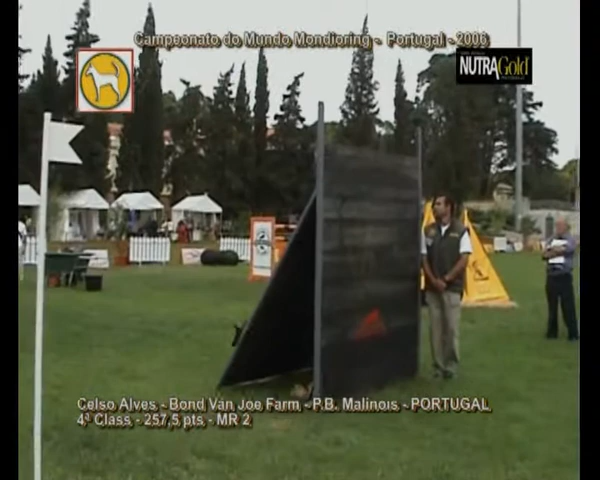 Campeonato do Mundo Mondioring - Portugal - 2006
NUTRAGold
Celso Alves - Bond Van Joe Farm - P.B. Malinois - PORTUGAL
4ª Class - 257,5 pts - MR 2